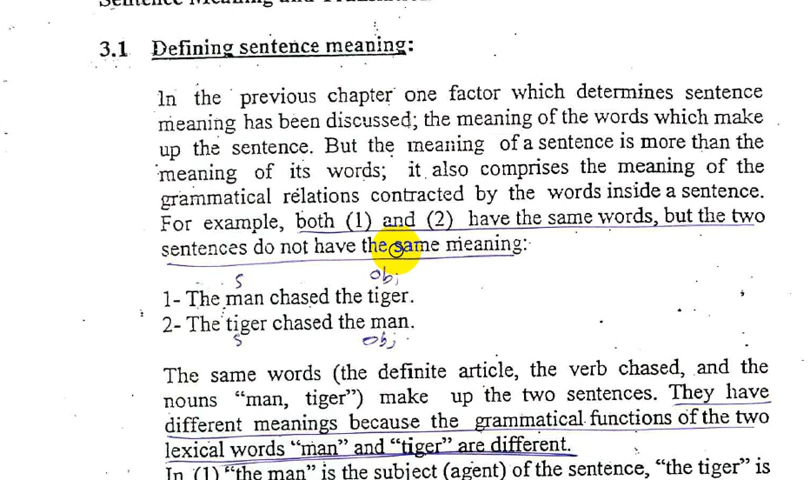 Sentence Meaning and
3.1 Defining sentence meaning:
In the previous chapter one factor which determines sentence
meaning has been discussed; the meaning of the words which make
up the sentence. But the meaning of a sentence is more than the
meaning of its words; it also comprises the meaning of the
grammatical relations contracted by the words inside a sentence.
For example, both (1) and (2) have the same words, but the two
sentences do not have the same meaning:
S obj
1- The man chased the tiger.
2- The tiger chased the man.
S obj
The same words (the definite article, the verb chased, and the
nouns “man, tiger”) make up the two sentences. They have
different meanings because the grammatical functions of the two
lexical words “man” and “tiger” are different.
In (1) “the man” is the subject (agent) of the sentence, “the tiger” is